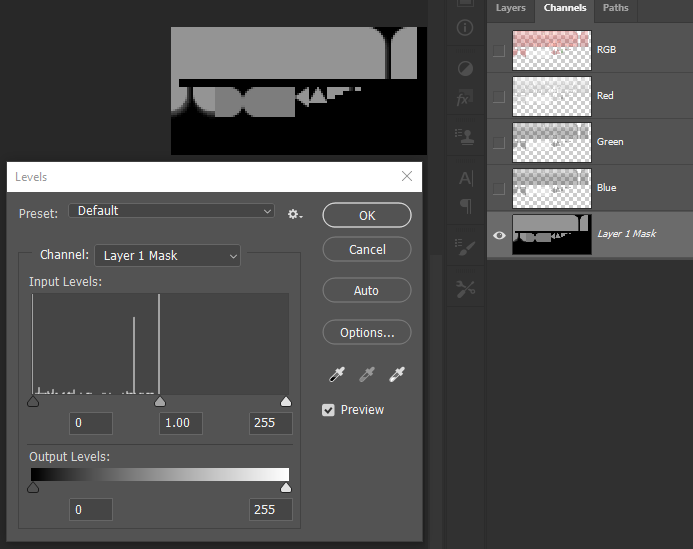 Layers Channels Paths
RGB
Red
Green
Blue
Layer 1 Mask
Levels
Preset: Default
OK
Channel: Layer 1 Mask
Cancel
Input Levels:
Auto
Options...
0 1.00 255
Preview
Output Levels:
0 255